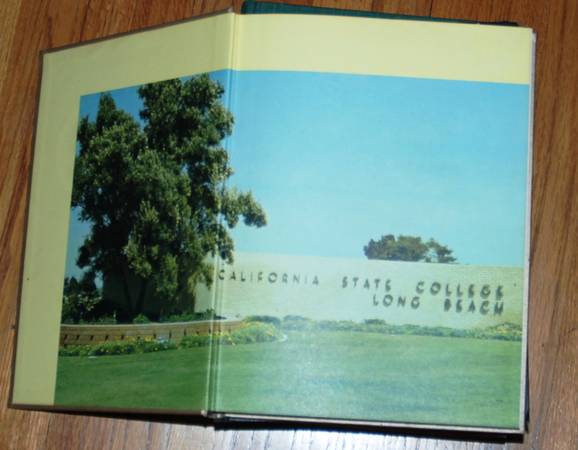 CALIFORNIA STATE COLLEGE
LONG BEACH